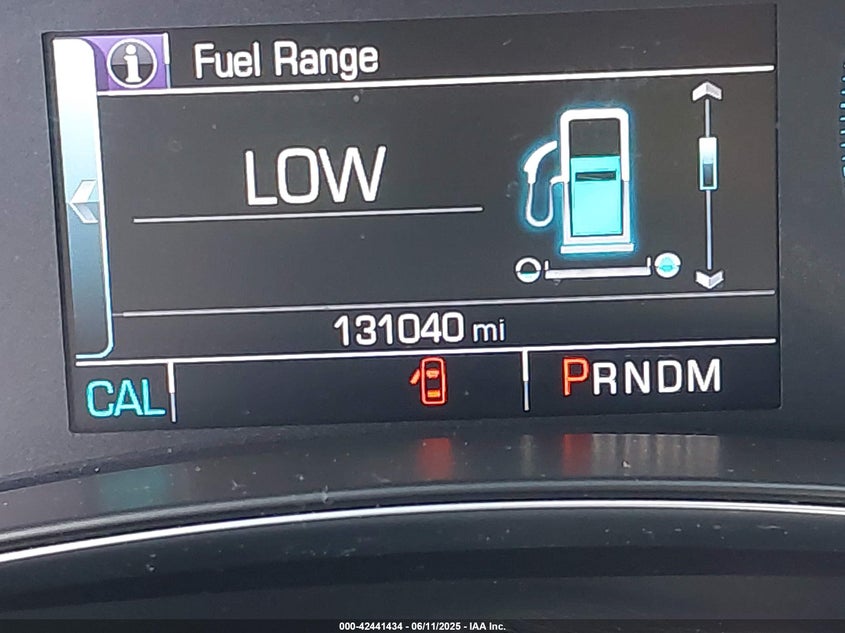 i Fuel Range
LOW
131040 mi
CAL
PRNDM
000-42441434 - 06/11/2025 - IAA Inc.